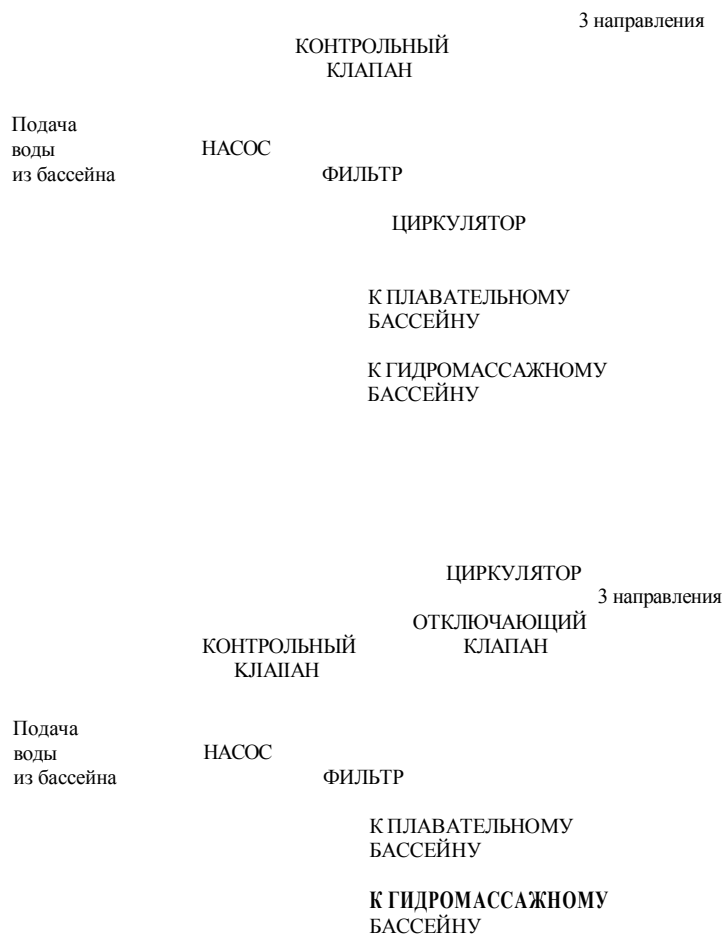 3 направления
КОНТРОЛЬНЫЙ
КЛАПАН
Подача
воды НАСОС
из бассейна ФИЛЬТР
ЦИРКУЛЯТОР
К ПЛАВАТЕЛЬНОМУ
БАССЕЙНУ
К ГИДРОМАССАЖНОМУ
БАССЕЙНУ
ЦИРКУЛЯТОР
3 направления
ОТКЛЮЧАЮЩИЙ
КОНТРОЛЬНЫЙ КЛАПАН
KJIAIIAH
Подача
воды НАСОС
из бассейна ФИЛЬТР
К ПЛАВАТЕЛЬНОМУ
БАССЕЙНУ
К ГИДРОМАССАЖНОМУ
БАССЕЙНУ